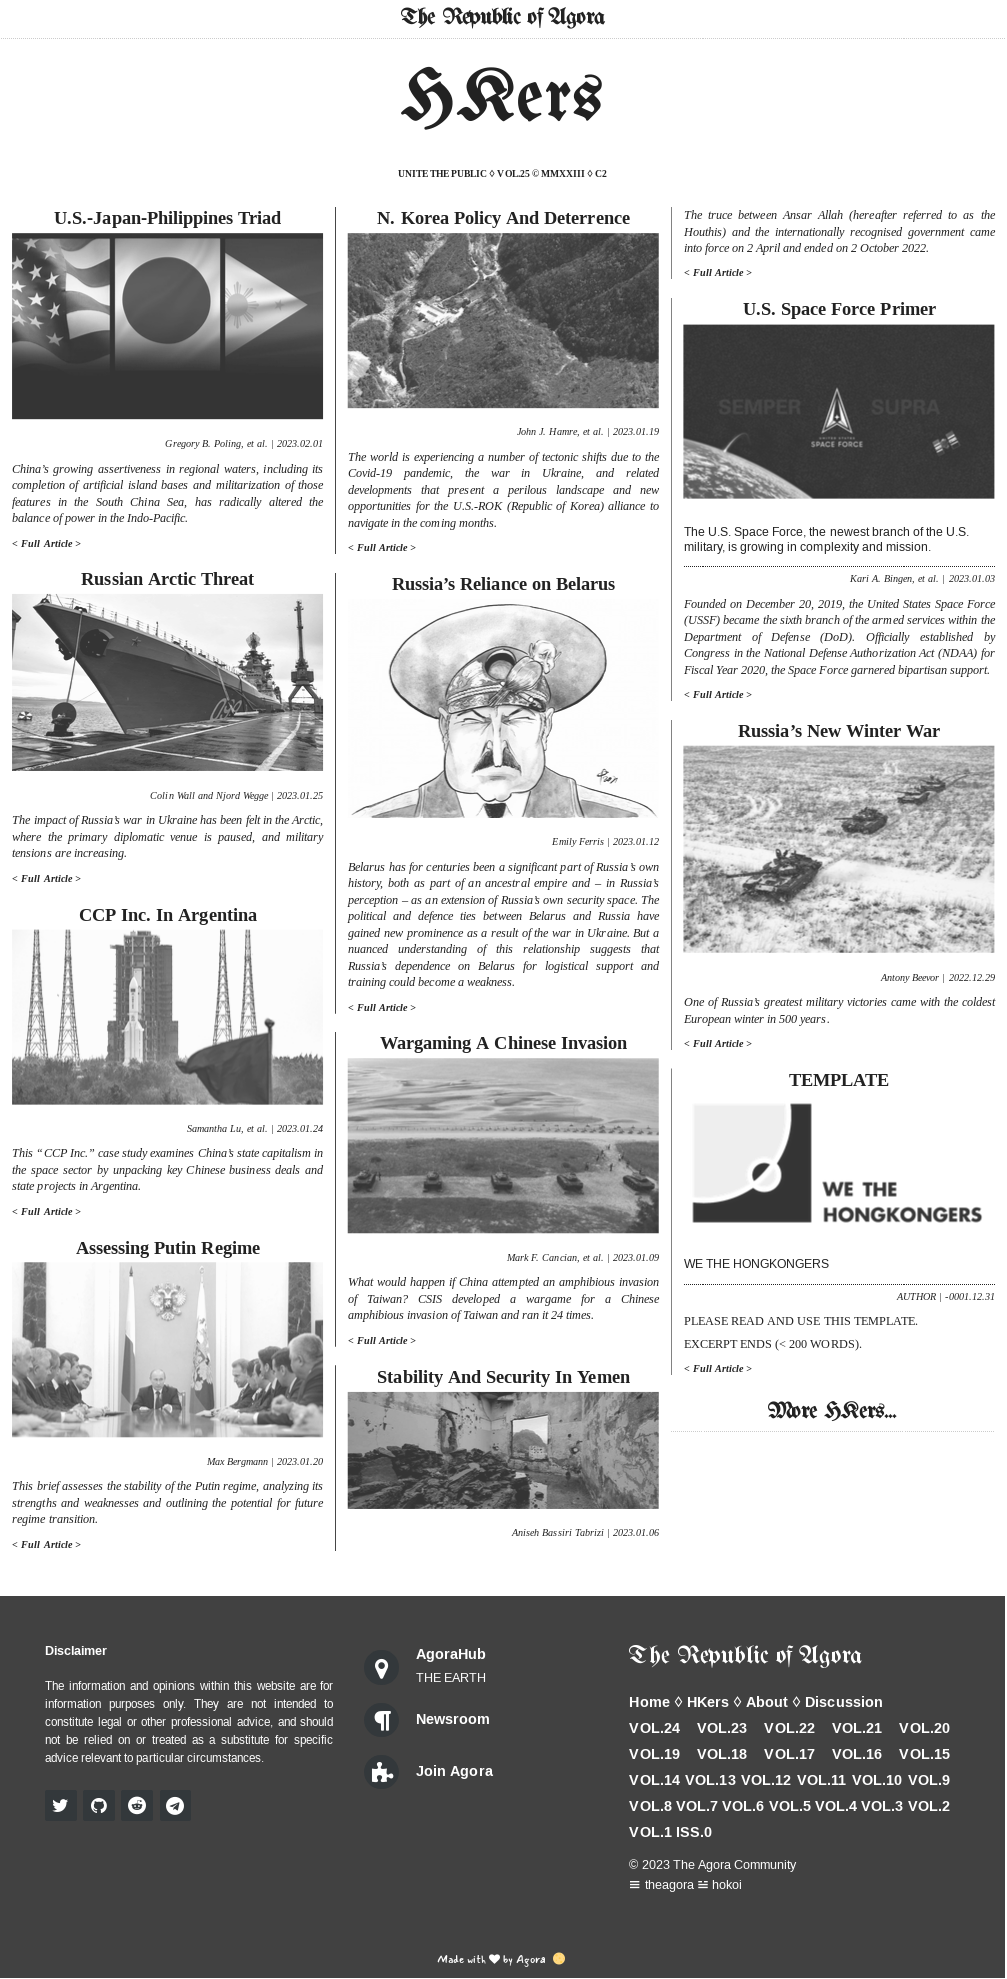 The Republic of Agora
HKers
UNITE THE PUBLIC ◊ VOL.25 © MMXXIII ◊ C2
U.S.-Japan-Philippines Triad
Gregory B. Poling, et al. | 2023.02.01
China’s growing assertiveness in regional waters, including its
completion of artificial island bases and militarization of those
features in the South China Sea, has radically altered the
balance of power in the Indo-Pacific.
< Full Article >
Russian Arctic Threat
Colin Wall and Njord Wegge | 2023.01.25
The impact of Russia’s war in Ukraine has been felt in the Arctic,
where the primary diplomatic venue is paused, and military
tensions are increasing.
< Full Article >
CCP Inc. In Argentina
Samantha Lu, et al. | 2023.01.24
This “CCP Inc.” case study examines China’s state capitalism in
the space sector by unpacking key Chinese business deals and
state projects in Argentina.
< Full Article >
Assessing Putin Regime
Max Bergmann | 2023.01.20
This brief assesses the stability of the Putin regime, analyzing its
strengths and weaknesses and outlining the potential for future
regime transition.
< Full Article >
N. Korea Policy And Deterrence
John J. Hamre, et al. | 2023.01.19
The world is experiencing a number of tectonic shifts due to the
Covid-19 pandemic, the war in Ukraine, and related
developments that present a perilous landscape and new
opportunities for the U.S.-ROK (Republic of Korea) alliance to
navigate in the coming months.
< Full Article >
Russia’s Reliance on Belarus
Emily Ferris | 2023.01.12
Belarus has for centuries been a significant part of Russia’s own
history, both as part of an ancestral empire and – in Russia’s
perception – as an extension of Russia’s own security space. The
political and defence ties between Belarus and Russia have
gained new prominence as a result of the war in Ukraine. But a
nuanced understanding of this relationship suggests that
Russia’s dependence on Belarus for logistical support and
training could become a weakness.
< Full Article >
Wargaming A Chinese Invasion
Mark F. Cancian, et al. | 2023.01.09
What would happen if China attempted an amphibious invasion
of Taiwan? CSIS developed a wargame for a Chinese
amphibious invasion of Taiwan and ran it 24 times.
< Full Article >
Stability And Security In Yemen
Aniseh Bassiri Tabrizi | 2023.01.06
The truce between Ansar Allah (hereafter referred to as the
Houthis) and the internationally recognised government came
into force on 2 April and ended on 2 October 2022.
< Full Article >
U.S. Space Force Primer
SEMPER SUPRA
UNITED STATES
SPACE FORCE
The U.S. Space Force, the newest branch of the U.S.
military, is growing in complexity and mission.
Kari A. Bingen, et al. | 2023.01.03
Founded on December 20, 2019, the United States Space Force
(USSF) became the sixth branch of the armed services within the
Department of Defense (DoD). Officially established by
Congress in the National Defense Authorization Act (NDAA) for
Fiscal Year 2020, the Space Force garnered bipartisan support.
< Full Article >
Russia’s New Winter War
Antony Beevor | 2022.12.29
One of Russia’s greatest military victories came with the coldest
European winter in 500 years.
< Full Article >
TEMPLATE
WE THE
HONGKONGERS
WE THE HONGKONGERS
AUTHOR | -0001.12.31
PLEASE READ AND USE THIS TEMPLATE.
EXCERPT ENDS (< 200 WORDS).
< Full Article >
More HKers...
Disclaimer
The information and opinions within this website are for
information purposes only. They are not intended to
constitute legal or other professional advice, and should
not be relied on or treated as a substitute for specific
advice relevant to particular circumstances.
AgoraHub
THE EARTH
Newsroom
Join Agora
The Republic of Agora
Home ◊ HKers ◊ About ◊ Discussion
VOL.24 VOL.23 VOL.22 VOL.21 VOL.20
VOL.19 VOL.18 VOL.17 VOL.16 VOL.15
VOL.14 VOL.13 VOL.12 VOL.11 VOL.10 VOL.9
VOL.8 VOL.7 VOL.6 VOL.5 VOL.4 VOL.3 VOL.2
VOL.1 ISS.0
© 2023 The Agora Community
𝌆 theagora 𝌡 hokoi
Made with ♥ by Agora